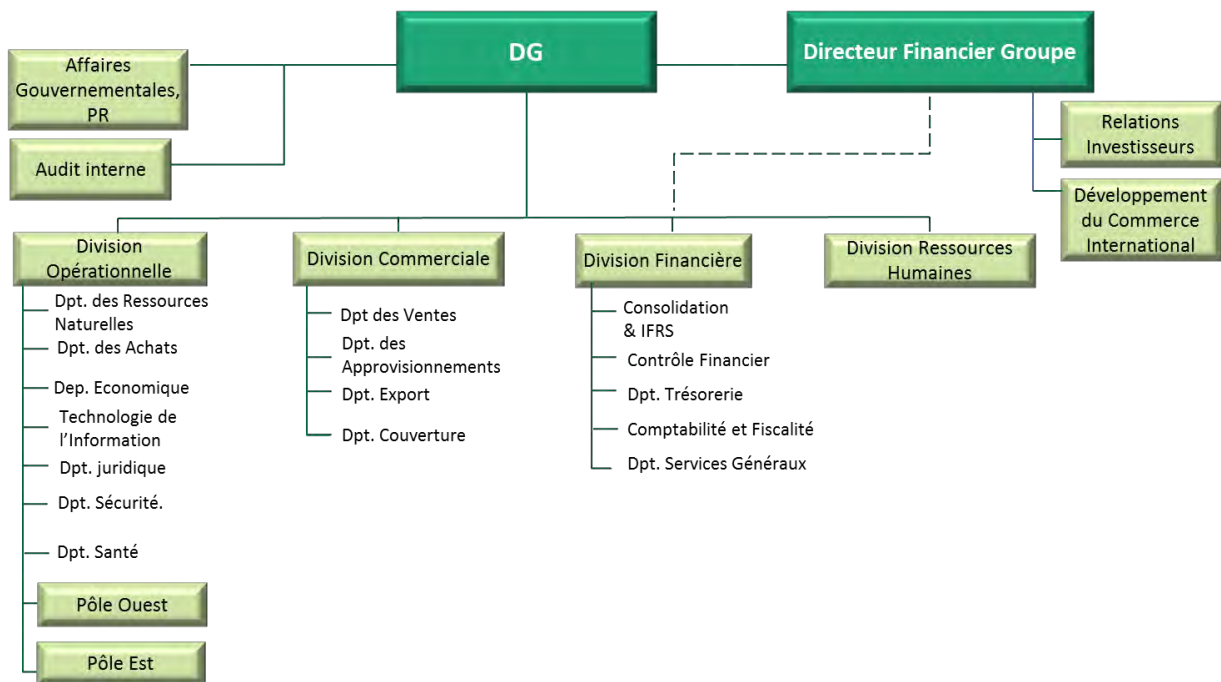 DG
Directeur Financier Groupe
Affaires
Gouvernementales,
PR
Audit interne
Relations
Investisseurs
Développement
du Commerce
International
Division
Opérationnelle
Dpt. des Ressources
Naturelles
Dpt. des Achats
Dep. Economique
Technologie de
l’Information
Dpt. juridique
Dpt. Sécurité.
Dpt. Santé
Pôle Ouest
Pôle Est
Division Commerciale
Dpt des Ventes
Dpt. des
Approvisionnements
Dpt. Export
Dpt. Couverture
Division Financière
Consolidation
& IFRS
Contrôle Financier
Dpt. Trésorerie
Comptabilité et Fiscalité
Dpt. Services Généraux
Division Ressources
Humaines